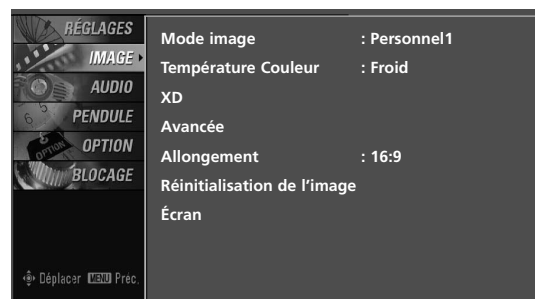 RÉGLAGES
IMAGE
AUDIO
PENDULE
OPTION
BLOCAGE
Déplacer MENU Préc.
Mode image : Personnel1
Température Couleur : Froid
XD
Avancée
Allongement : 16:9
Réinitialisation de l'image
Écran